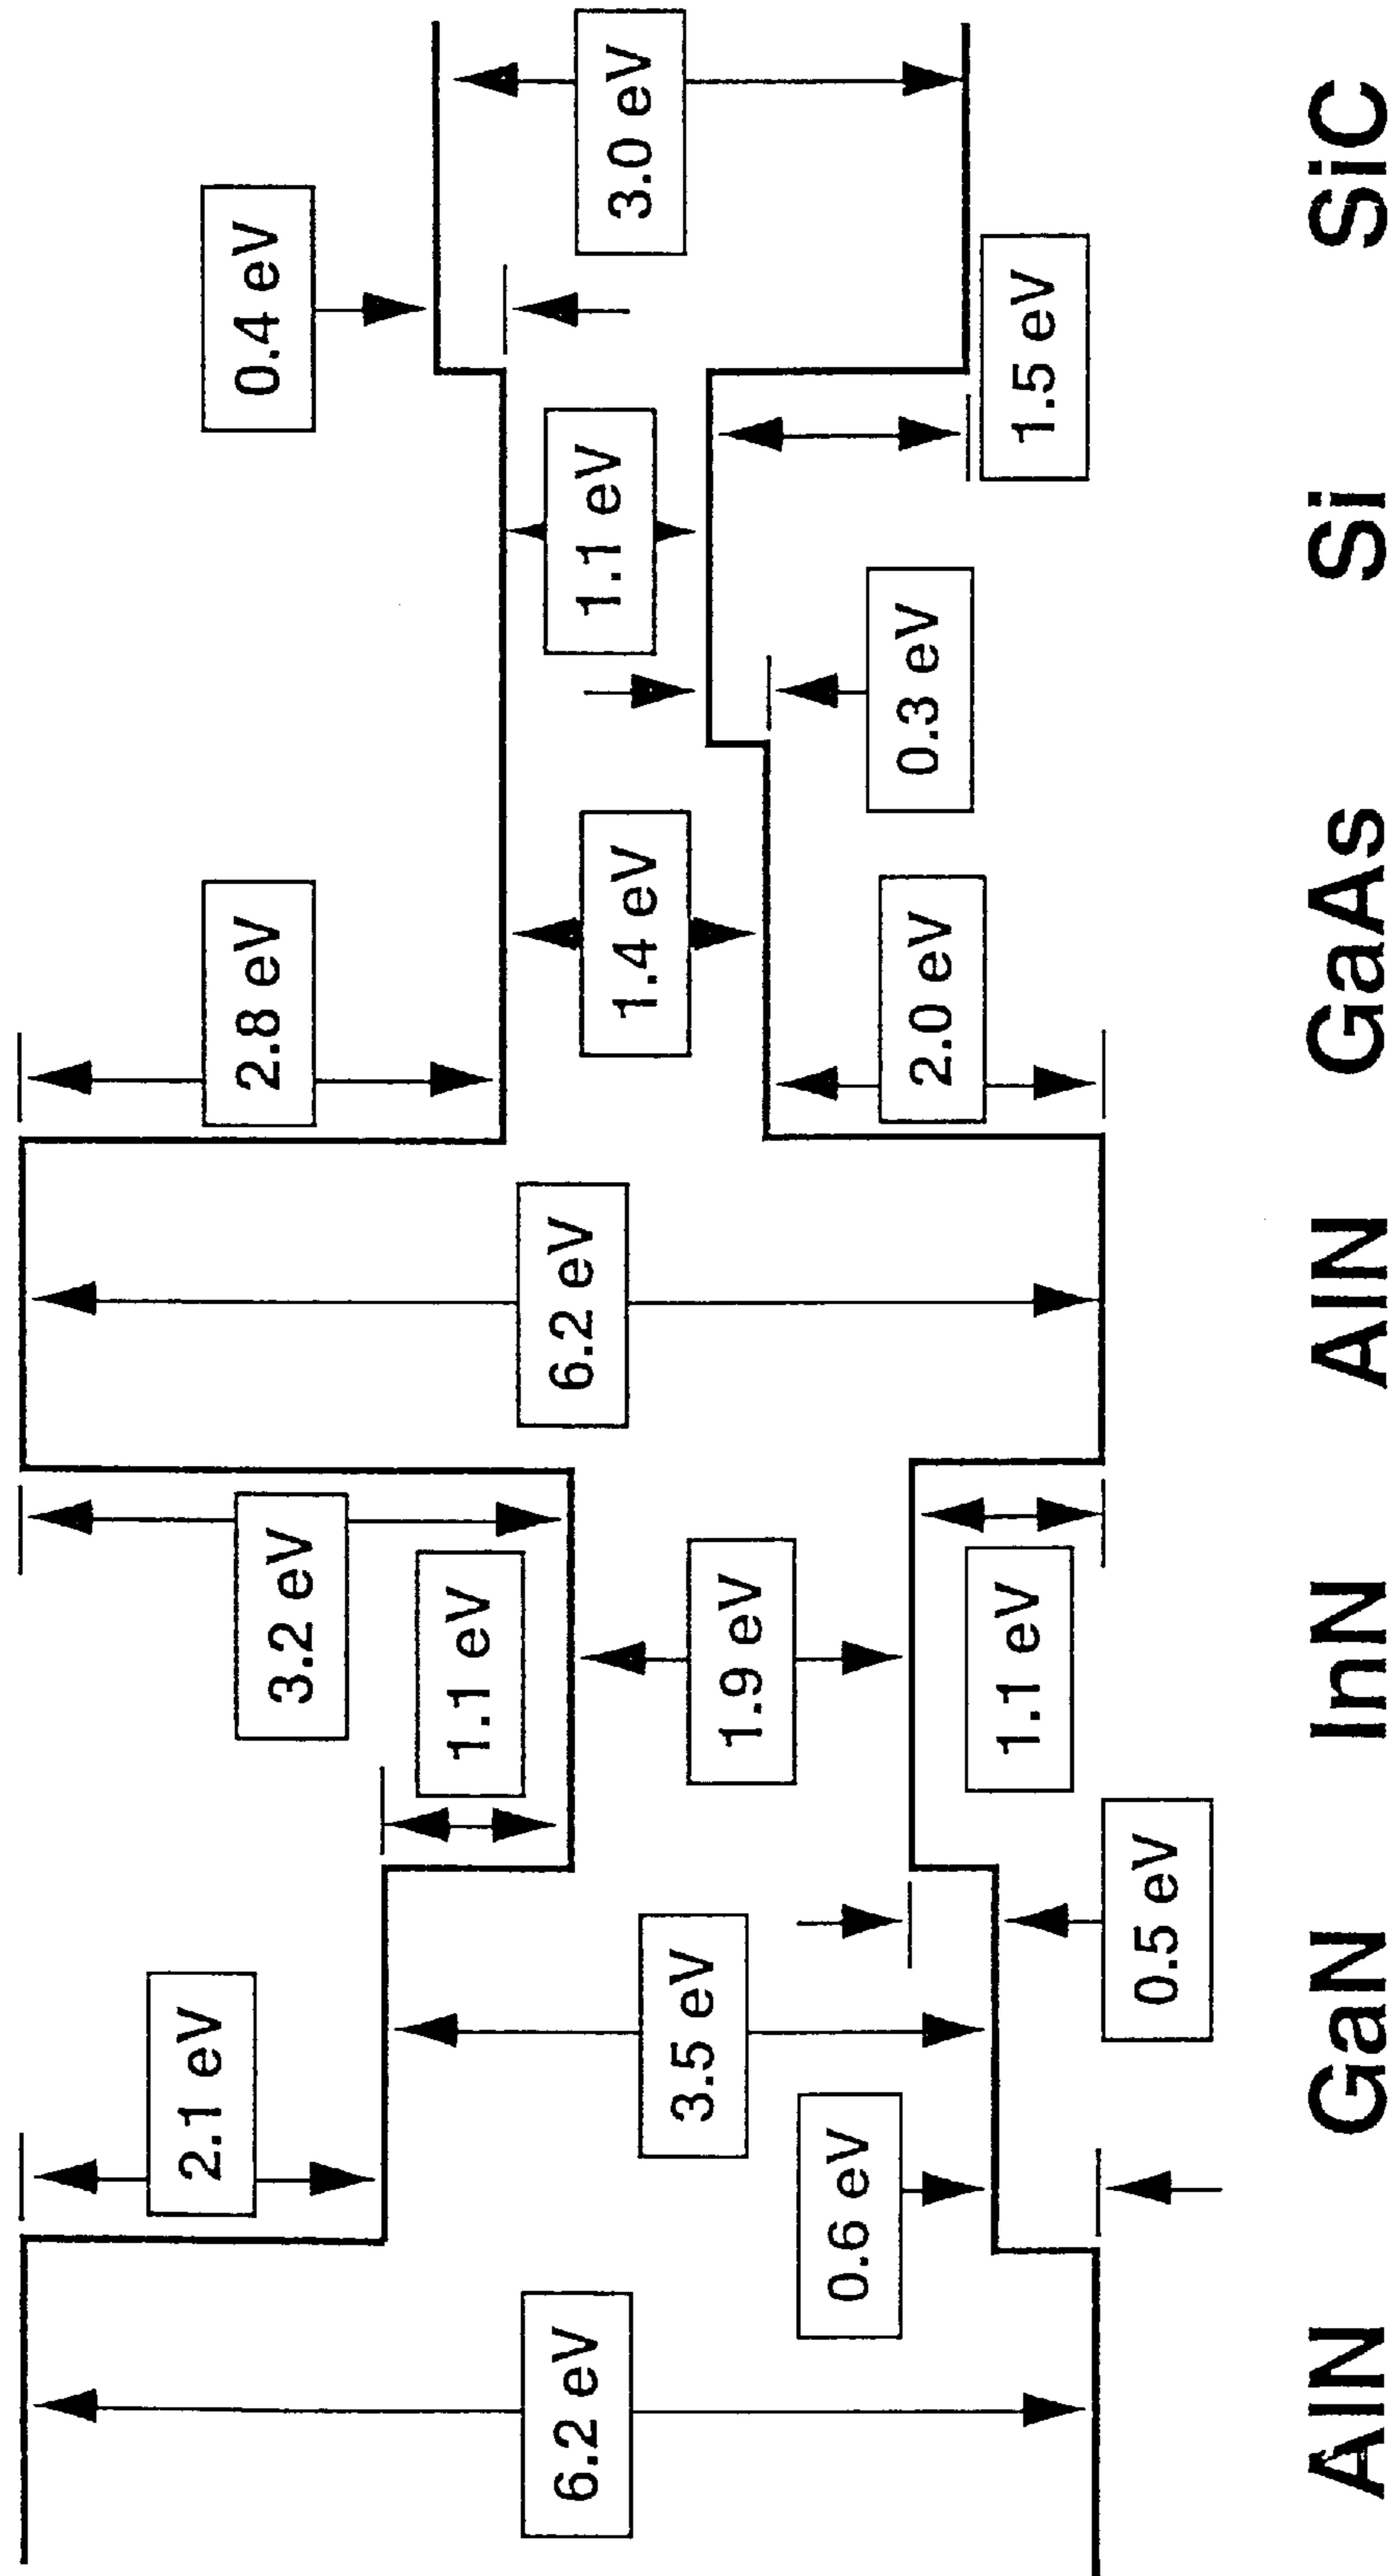 2.1 eV
3.2 eV
2.8 eV
0.4 eV
1.1 eV
6.2 eV
3.5 eV
1.9 eV
6.2 eV
1.4 eV
1.1 eV
3.0 eV
0.6 eV
0.5 eV
1.1 eV
2.0 eV
0.3 eV
1.5 eV
AlN GaN InN AlN GaAs Si SiC